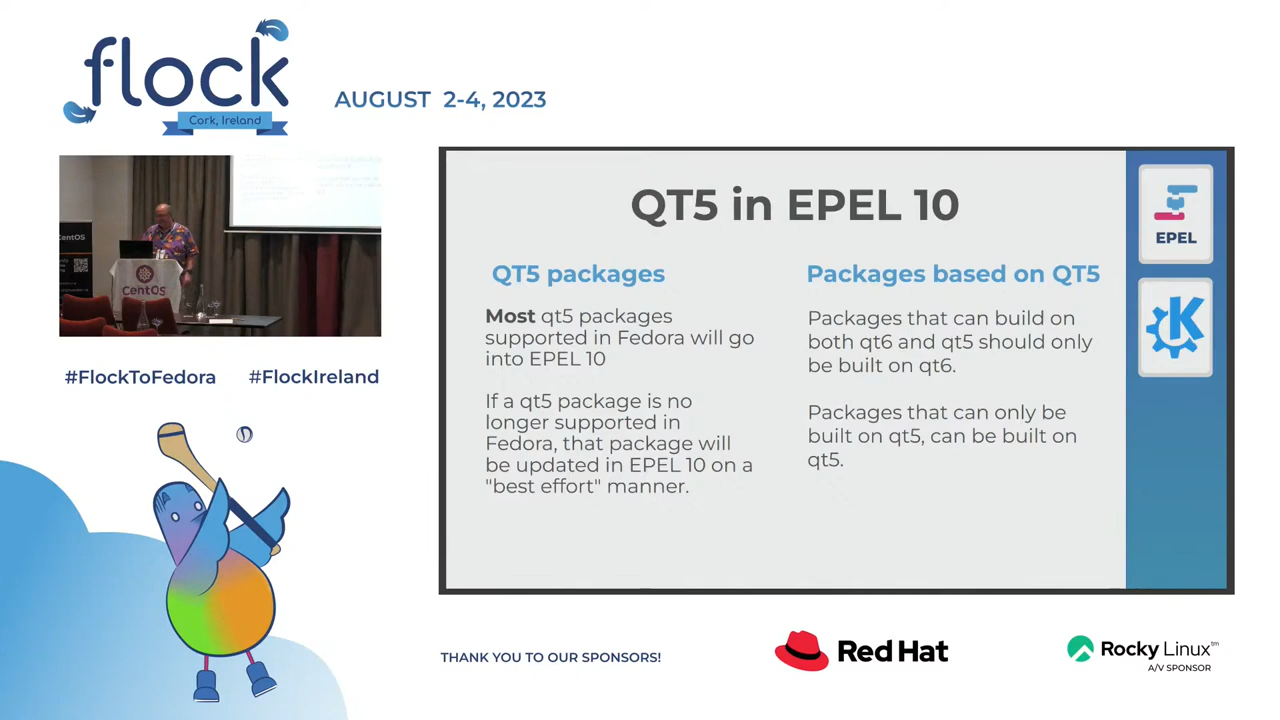 flock
Cork, Ireland
AUGUST 2-4, 2023
CentOS
CentOS
#FlockToFedora
#FlockIreland
QT5 in EPEL 10
QT5 packages
Most qt5 packages
supported in Fedora will go
into EPEL 10
If a qt5 package is no
longer supported in
Fedora, that package will
be updated in EPEL 10 on a
"best effort" manner.
Packages based on QT5
Packages that can build on
both qt6 and qt5 should only
be built on qt6.
Packages that can only be
built on qt5, can be built on
qt5.
EPEL
K
THANK YOU TO OUR SPONSORS!
Red Hat
Rocky Linux™
A/V SPONSOR